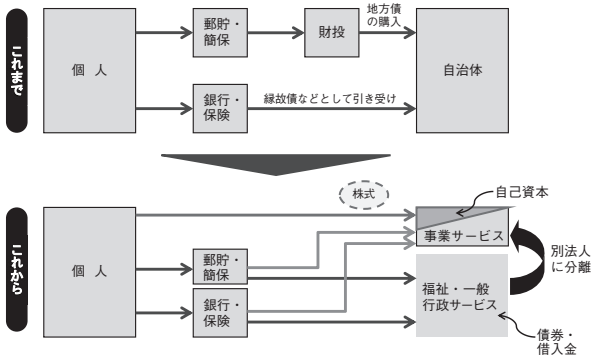 これまで
個 人
郵貯・
簡保
財投
地方債
の購入
自治体
銀行・
保険
縁故債などとして引き受け
これから
個 人
株式
自己資本
事業サービス
郵貯・
簡保
銀行・
保険
福祉・一般
行政サービス
別法人
に分離
債券・
借入金